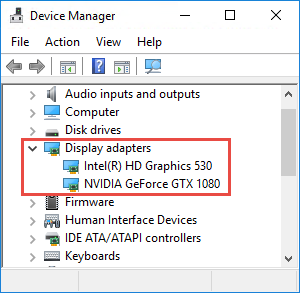 Device Manager
File Action View Help
Audio inputs and outputs
Computer
Disk drives
Display adapters
Intel(R) HD Graphics 530
NVIDIA GeForce GTX 1080
Firmware
Human Interface Devices
IDE ATA/ATAPI controllers
Keyboards